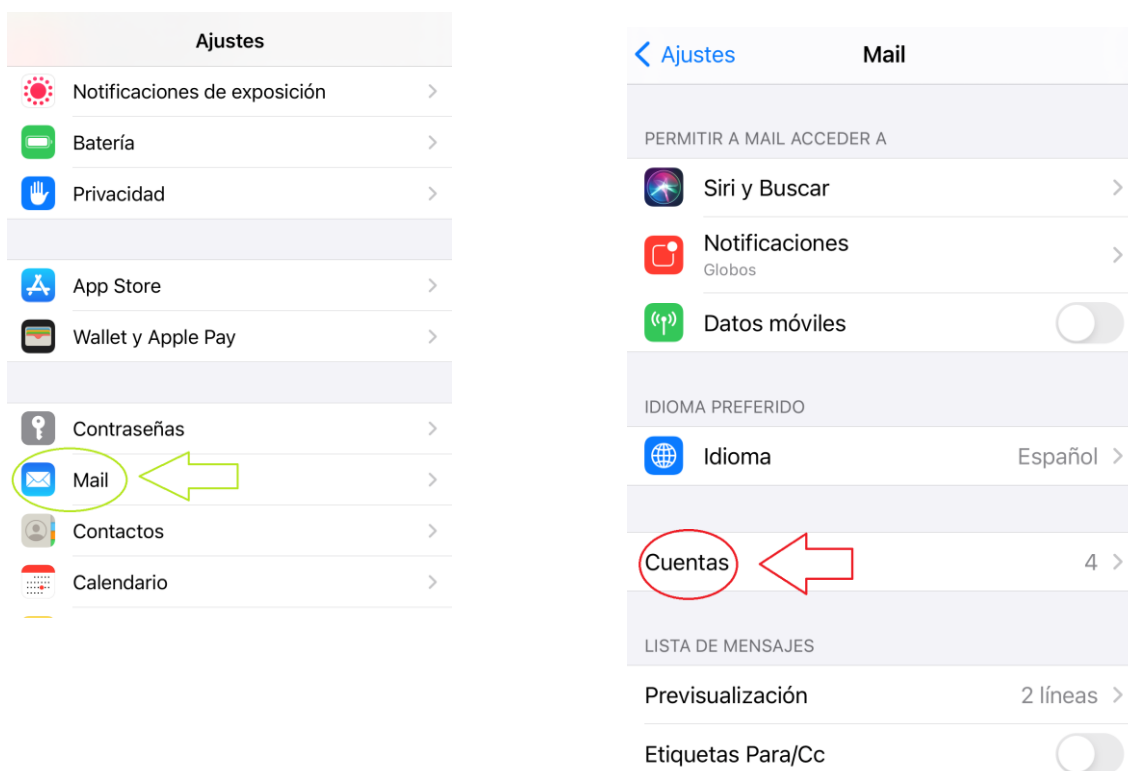 Ajustes
Notificaciones de exposición
Batería
Privacidad
App Store
Wallet y Apple Pay
Contraseñas
Mail
Contactos
Calendario
Ajustes
Mail
PERMITIR A MAIL ACCEDER A
Siri y Buscar
Notificaciones
Globos
Datos móviles
IDIOMA PREFERIDO
Idioma Español
Cuentas 4
LISTA DE MENSAJES
Previsualización 2 líneas
Etiquetas Para/Cc